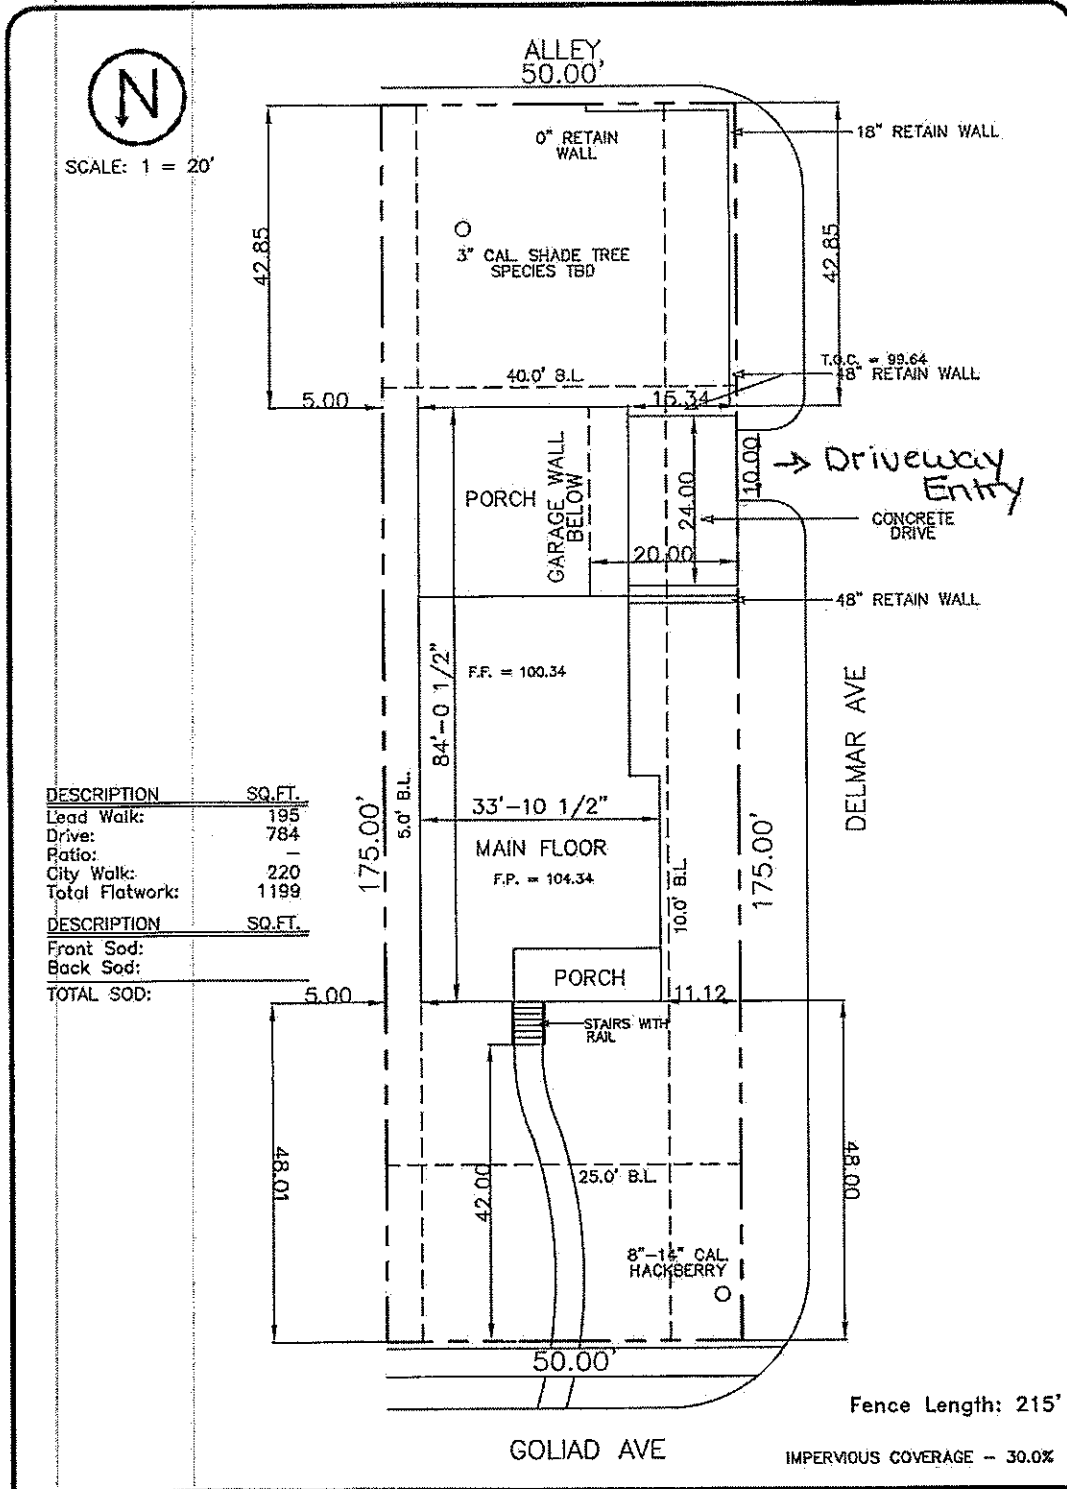 ALLEY
50.00'
N
SCALE: 1 = 20'
0" RETAIN
WALL
18" RETAIN WALL
42.85
42.85
3" CAL. SHADE TREE
SPECIES TBD
T.O.C. = 99.64
48" RETAIN WALL
40.0' B.L.
5.00
15.34
PORCH
GARAGE WALL
BELOW
24.00
10.00
Driveway
Entry
CONCRETE
DRIVE
20.00
48" RETAIN WALL
F.F. = 100.34
84'-0 1/2"
DELMAR AVE
DESCRIPTION SQ.FT.
Lead Walk: 195
Drive: 784
Patio: –
City Walk: 220
Total Flatwork: 1199
DESCRIPTION SQ.FT.
Front Sod:
Back Sod:
TOTAL SOD:
175.00'
5.0' B.L.
33'-10 1/2"
MAIN FLOOR
F.P. = 104.34
10.0' B.L.
175.00'
PORCH
5.00
11.12
STAIRS WITH
RAIL
48.01
42.00
25.0' B.L.
48.00
8"-14" CAL.
HACKBERRY
50.00'
Fence Length: 215'
GOLIAD AVE
IMPERVIOUS COVERAGE – 30.0%